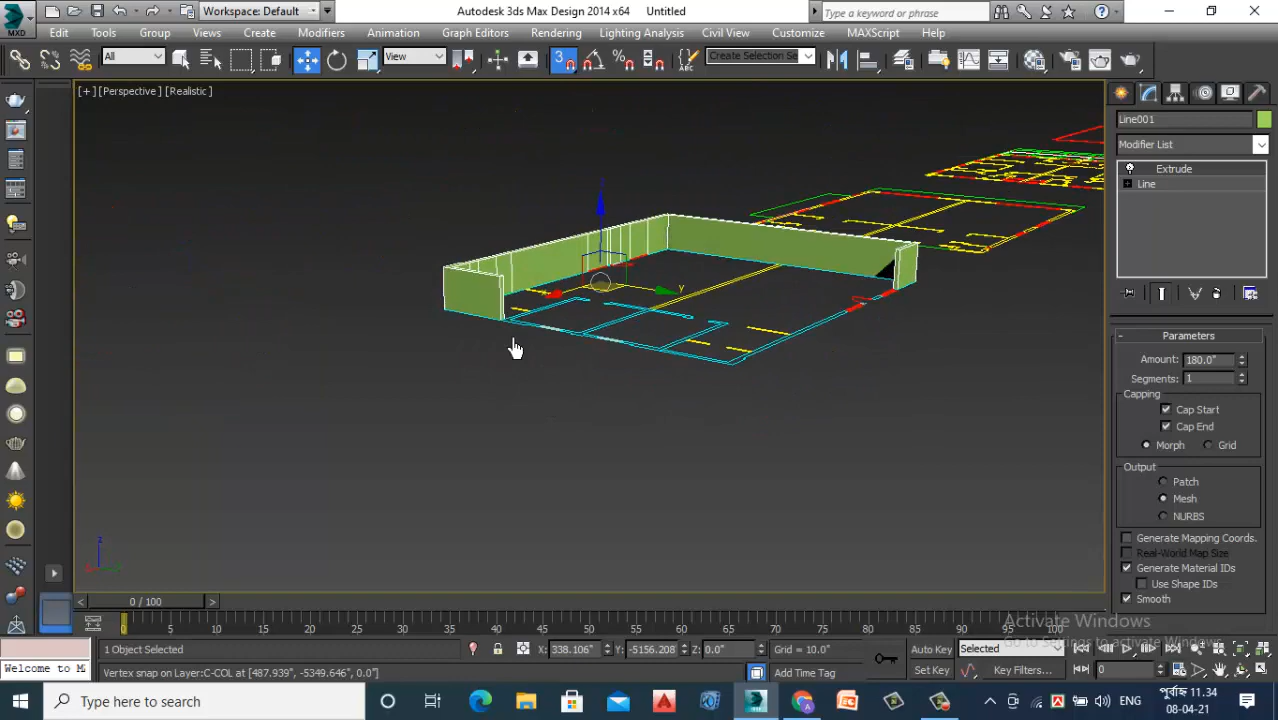 MXD Workspace: Default Autodesk 3ds Max Design 2014 x64 Untitled Type a keyword or phrase
Edit Tools Group Views Create Modifiers Animation Graph Editors Rendering Lighting Analysis Civil View Customize MAXScript Help
All View 3 Create Selection Se
[+] [Perspective] [Realistic]
Line001
Modifier List
Extrude
Line
Parameters
Amount: 180.0"
Segments: 1
Capping
Cap Start
Cap End
Morph Grid
Output
Patch
Mesh
NURBS
Generate Mapping Coords.
Real-World Map Size
Generate Material IDs
Use Shape IDs
Smooth
z
y
z
0 / 100
0 5 10 15 20 25 30 35 40 45 50 55 60 65 70 75 80 85 90 95 100
Activate Windows
Go to Settings to activate Windows.
1 Object Selected X: 338.106" Y: -5156.208 Z: 0.0" Grid = 10.0" Auto Key Selected
Welcome to M Vertex snap on Layer:C-COL at [487.939", -5349.646", 0.0"] Add Time Tag Set Key Key Filters... 0
Type here to search ENG পূর্বাহ্ন 11.34
08-04-21